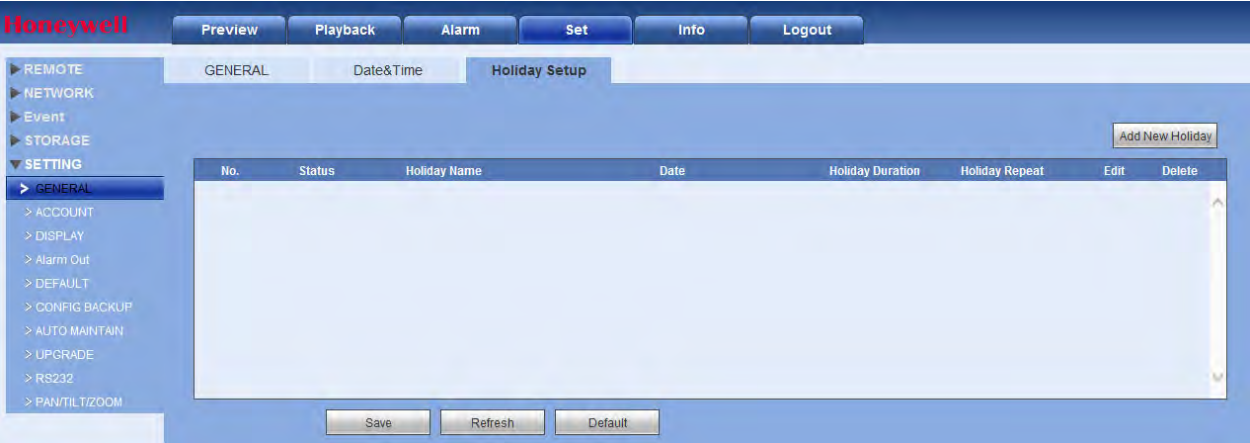 Honeywell
Preview Playback Alarm Set Info Logout
REMOTE
NETWORK
Event
STORAGE
SETTING
> GENERAL
> ACCOUNT
> DISPLAY
> Alarm Out
> DEFAULT
> CONFIG BACKUP
> AUTO MAINTAIN
> UPGRADE
> RS232
> PAN/TILT/ZOOM
GENERAL Date&Time Holiday Setup
Add New Holiday
No. Status Holiday Name Date Holiday Duration Holiday Repeat Edit Delete
Save Refresh Default